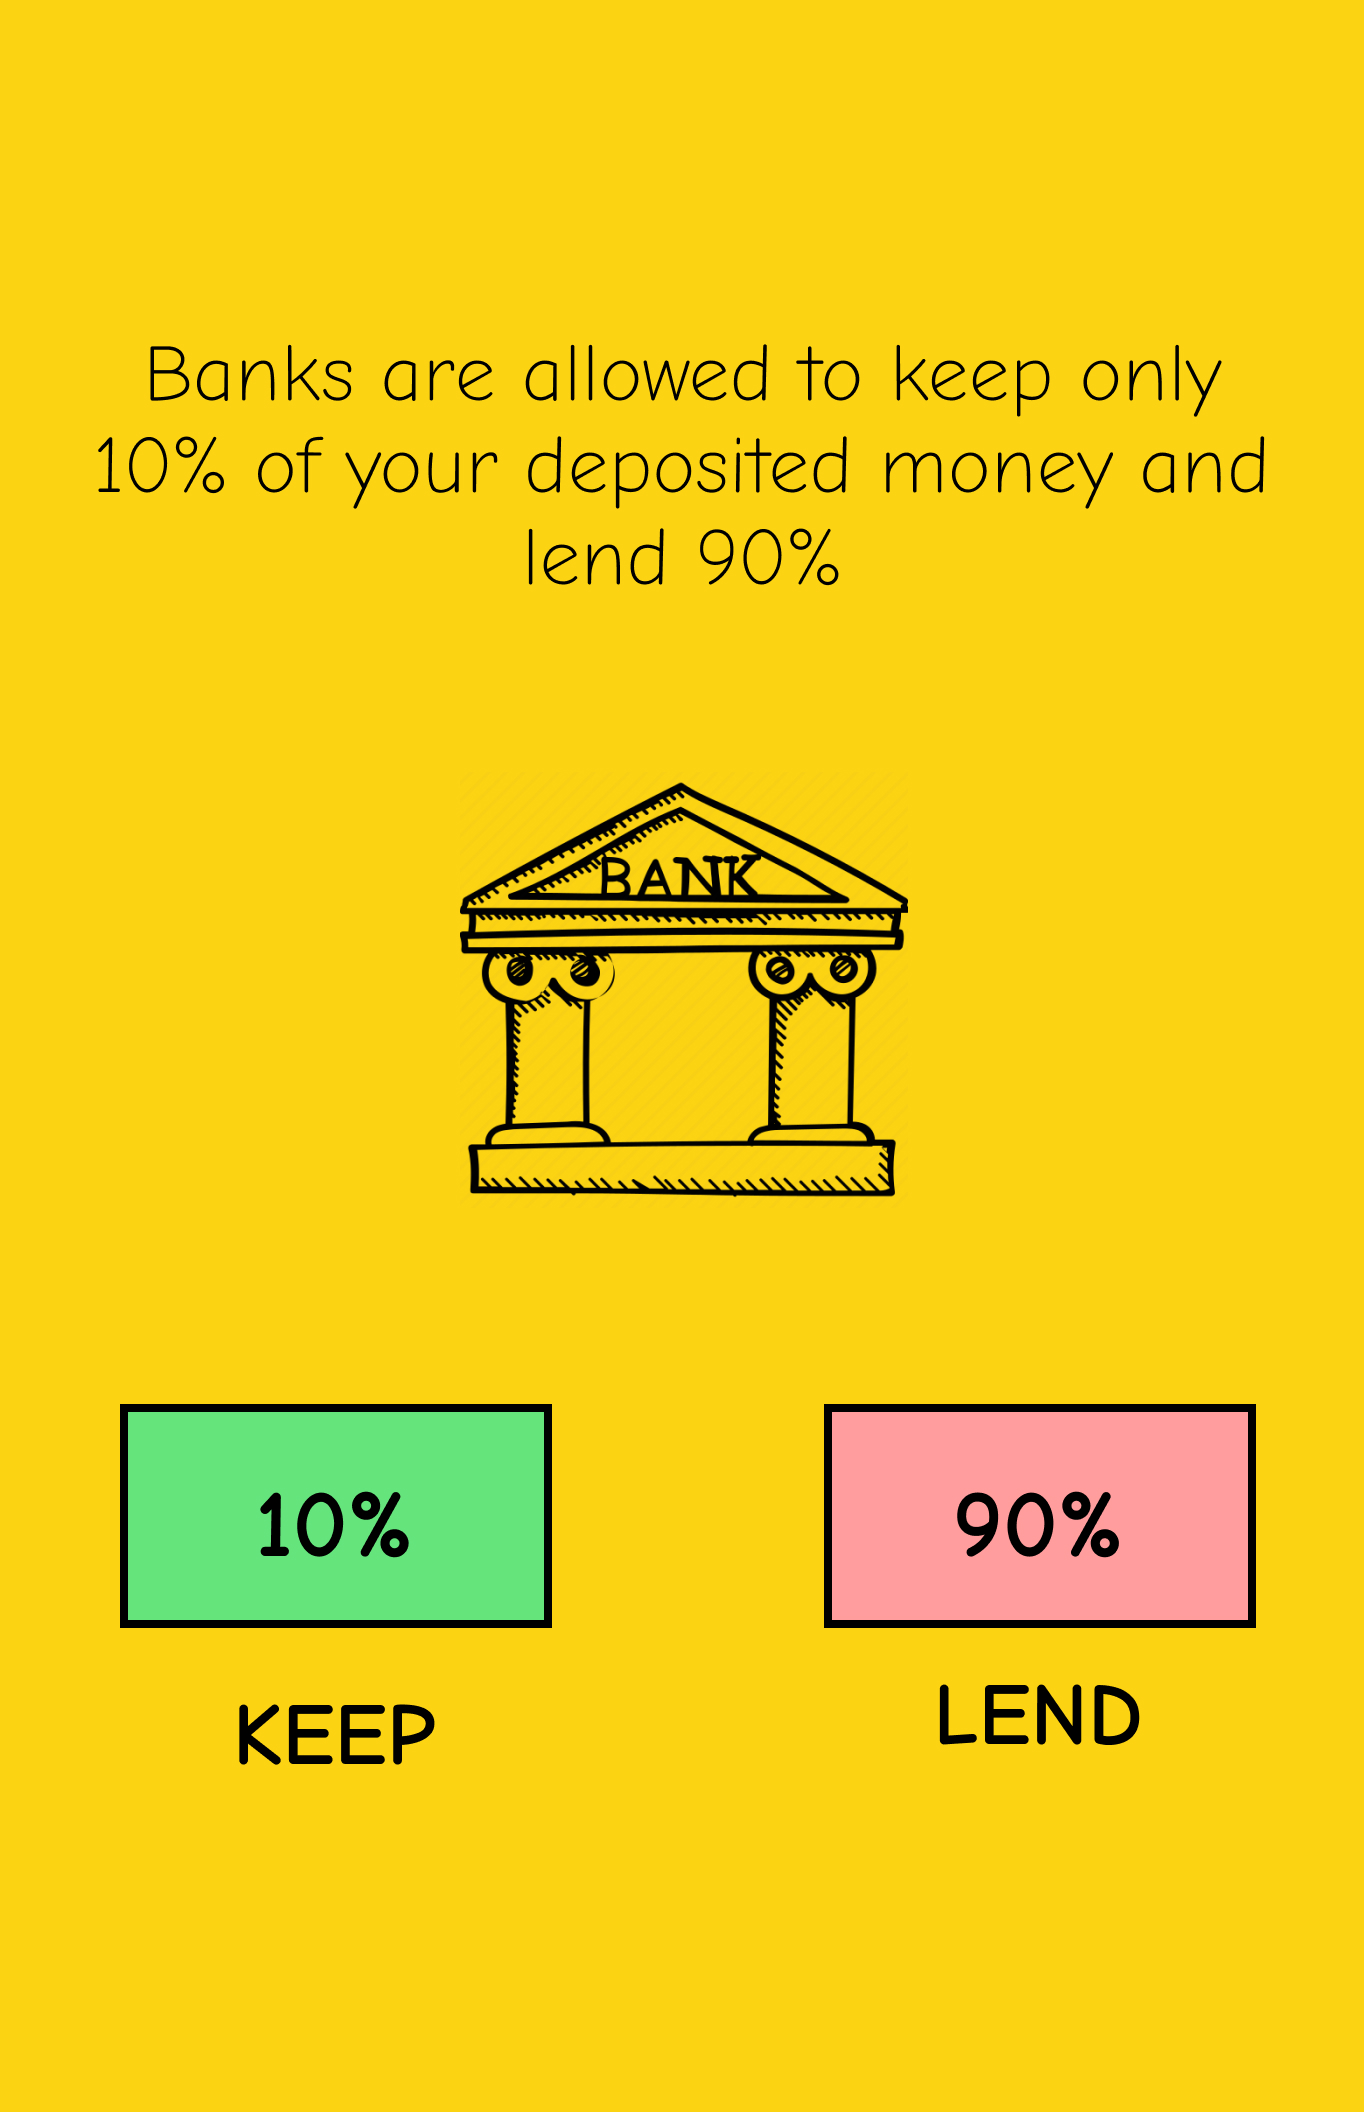 Banks are allowed to keep only
10% of your deposited money and
lend 90%
BANK
10%
90%
KEEP
LEND